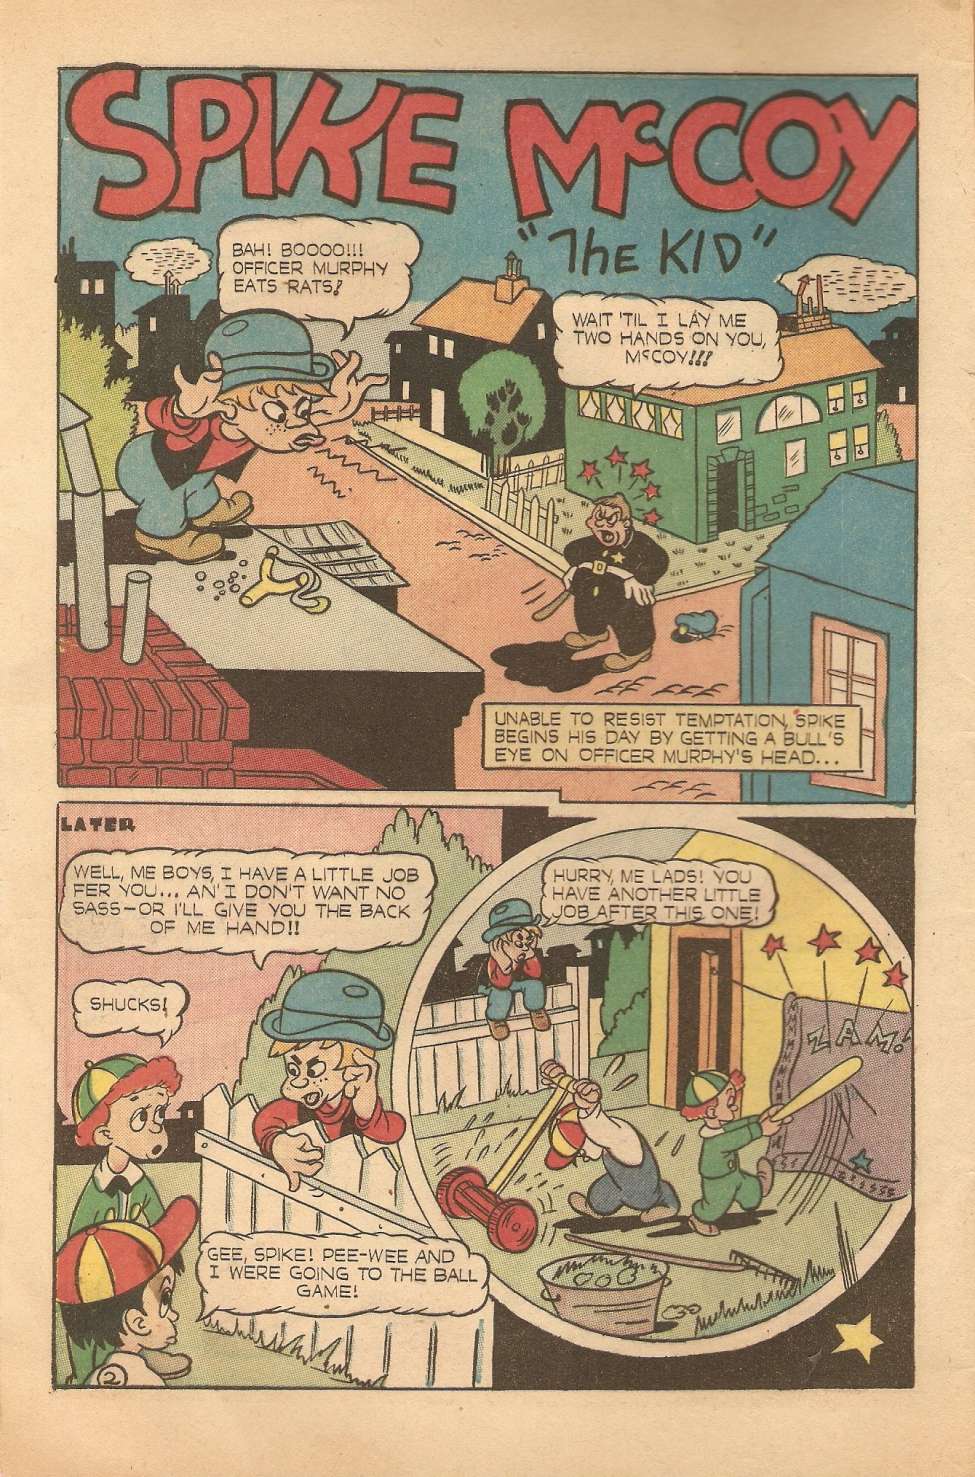 SPIKE McCOY
"The KID"
BAH! BOOOO!!!
OFFICER MURPHY
EATS RATS!
WAIT 'TIL I LAY ME
TWO HANDS ON YOU,
McCOY!!!
UNABLE TO RESIST TEMPTATION, SPIKE
BEGINS HIS DAY BY GETTING A BULL'S
EYE ON OFFICER MURPHY'S HEAD...
LATER
WELL, ME BOYS, I HAVE A LITTLE JOB
FER YOU... AN' I DON'T WANT NO
SASS—OR I'LL GIVE YOU THE BACK
OF ME HAND!!
SHUCKS!
GEE, SPIKE! PEE-WEE AND
I WERE GOING TO THE BALL
GAME!
2
HURRY, ME LADS! YOU
HAVE ANOTHER LITTLE
JOB AFTER THIS ONE!
ZAM!